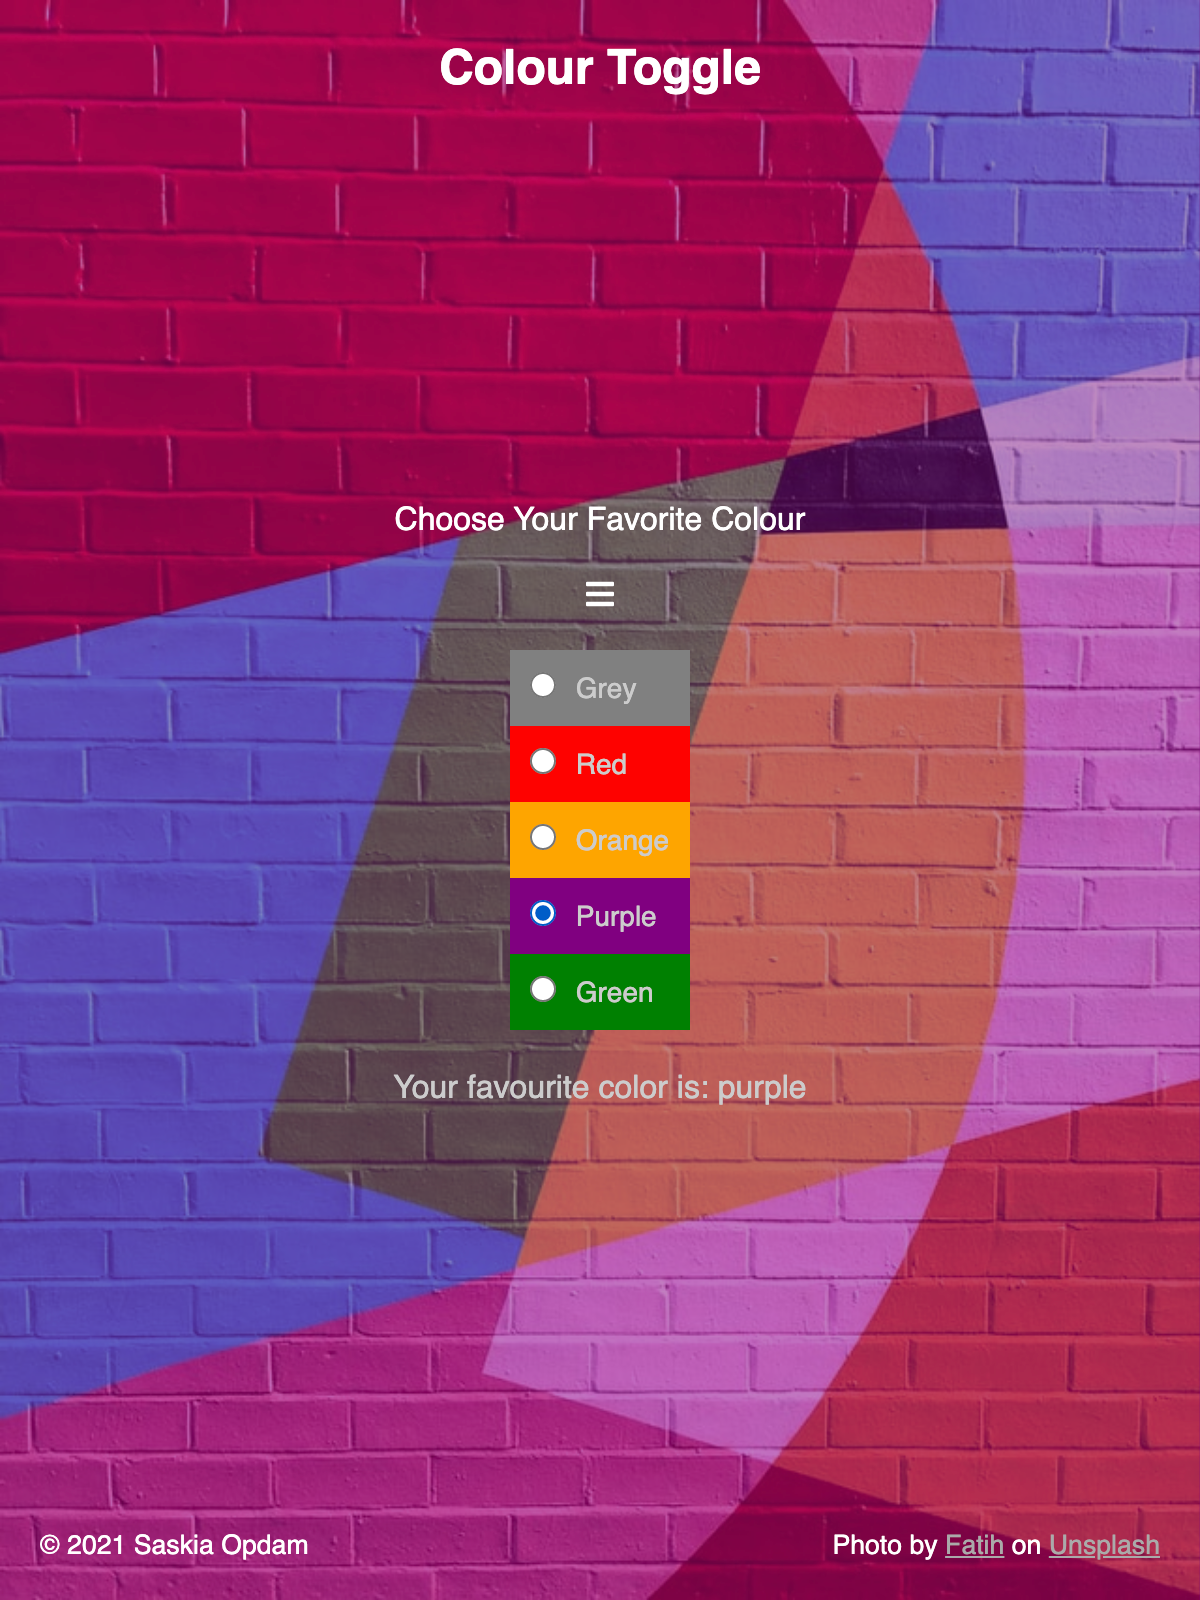 Colour Toggle
Choose Your Favorite Colour
Grey
Red
Orange
Purple
Green
Your favourite color is: purple
© 2021 Saskia Opdam
Photo by Fatih on Unsplash